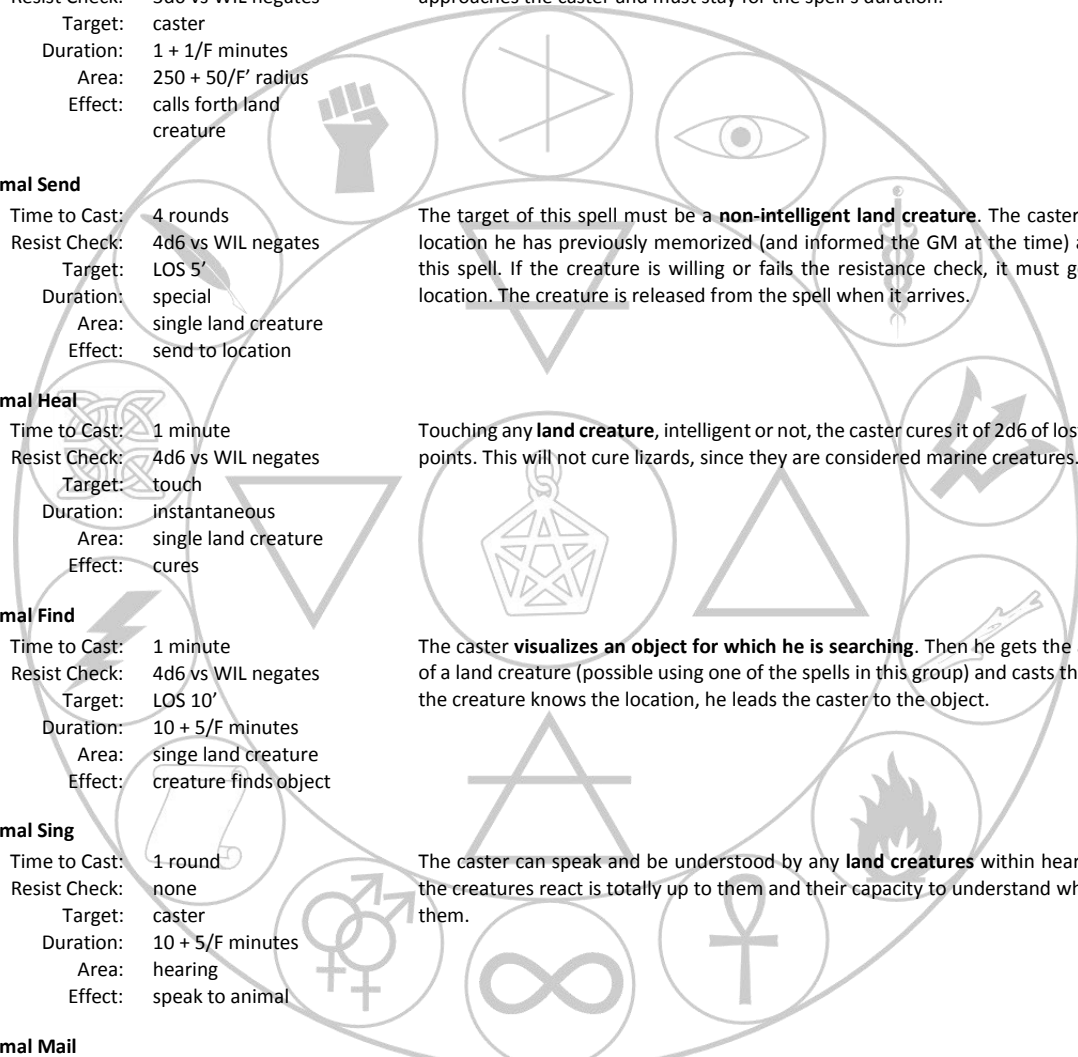 Resist Check: vs WIL negates
approaches the caster and must stay for the spell's duration.
Target: caster
Duration: 1 + 1/F minutes
Area: 250 + 50/F’ radius
Effect: calls forth land
creature
mal Send
Time to Cast: 4 rounds
Resist Check: 4d6 vs WIL negates
Target: LOS 5’
Duration: special
Area: single land creature
Effect: send to location
The target of this spell must be a non-intelligent land creature. The caster
location he has previously memorized (and informed the GM at the time)
this spell. If the creature is willing or fails the resistance check, it must
location. The creature is released from the spell when it arrives.
mal Heal
Time to Cast: 1 minute
Resist Check: 4d6 vs WIL negates
Target: touch
Duration: instantaneous
Area: single land creature
Effect: cures
Touching any land creature, intelligent or not, the caster cures it of 2d6 of los
points. This will not cure lizards, since they are considered marine creatures.
mal Find
Time to Cast: 1 minute
Resist Check: 4d6 vs WIL negates
Target: LOS 10’
Duration: 10 + 5/F minutes
Area: singe land creature
Effect: creature finds object
The caster visualizes an object for which he is searching. Then he gets the
of a land creature (possible using one of the spells in this group) and casts th
the creature knows the location, he leads the caster to the object.
mal Sing
Time to Cast: 1 round
Resist Check: none
Target: caster
Duration: 10 + 5/F minutes
Area: hearing
Effect: speak to animal
The caster can speak and be understood by any land creatures within hear
the creatures react is totally up to them and their capacity to understand wh
them.
mal Mail